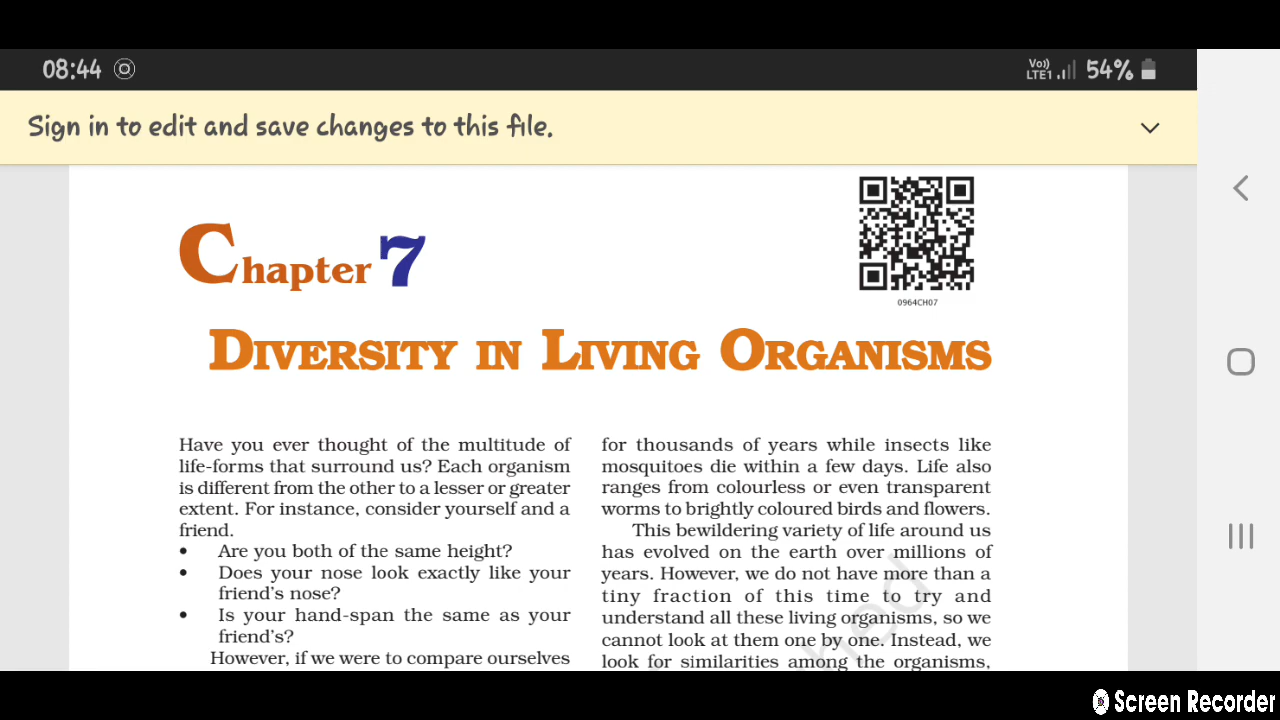 08:44
Vo)) LTE1 54%
Sign in to edit and save changes to this file.
Chapter 7
0964CH07
DIVERSITY IN LIVING ORGANISMS
Have you ever thought of the multitude of
life-forms that surround us? Each organism
is different from the other to a lesser or greater
extent. For instance, consider yourself and a
friend.
• Are you both of the same height?
• Does your nose look exactly like your
friend's nose?
• Is your hand-span the same as your
friend's?
However, if we were to compare ourselves
for thousands of years while insects like
mosquitoes die within a few days. Life also
ranges from colourless or even transparent
worms to brightly coloured birds and flowers.
This bewildering variety of life around us
has evolved on the earth over millions of
years. However, we do not have more than a
tiny fraction of this time to try and
understand all these living organisms, so we
cannot look at them one by one. Instead, we
look for similarities among the organisms,
Screen Recorder